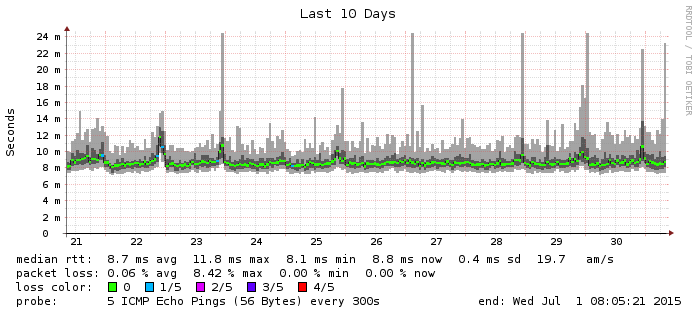 Last 10 Days
RRDTOOL / TOBI OETIKER
Seconds
24 m
22 m
20 m
18 m
16 m
14 m
12 m
10 m
8 m
6 m
4 m
2 m
0
21 22 23 24 25 26 27 28 29 30
median rtt: 8.7 ms avg 11.8 ms max 8.1 ms min 8.8 ms now 0.4 ms sd 19.7 am/s
packet loss: 0.06 % avg 8.42 % max 0.00 % min 0.00 % now
loss color: 0 1/5 2/5 3/5 4/5
probe: 5 ICMP Echo Pings (56 Bytes) every 300s end: Wed Jul 1 08:05:21 2015